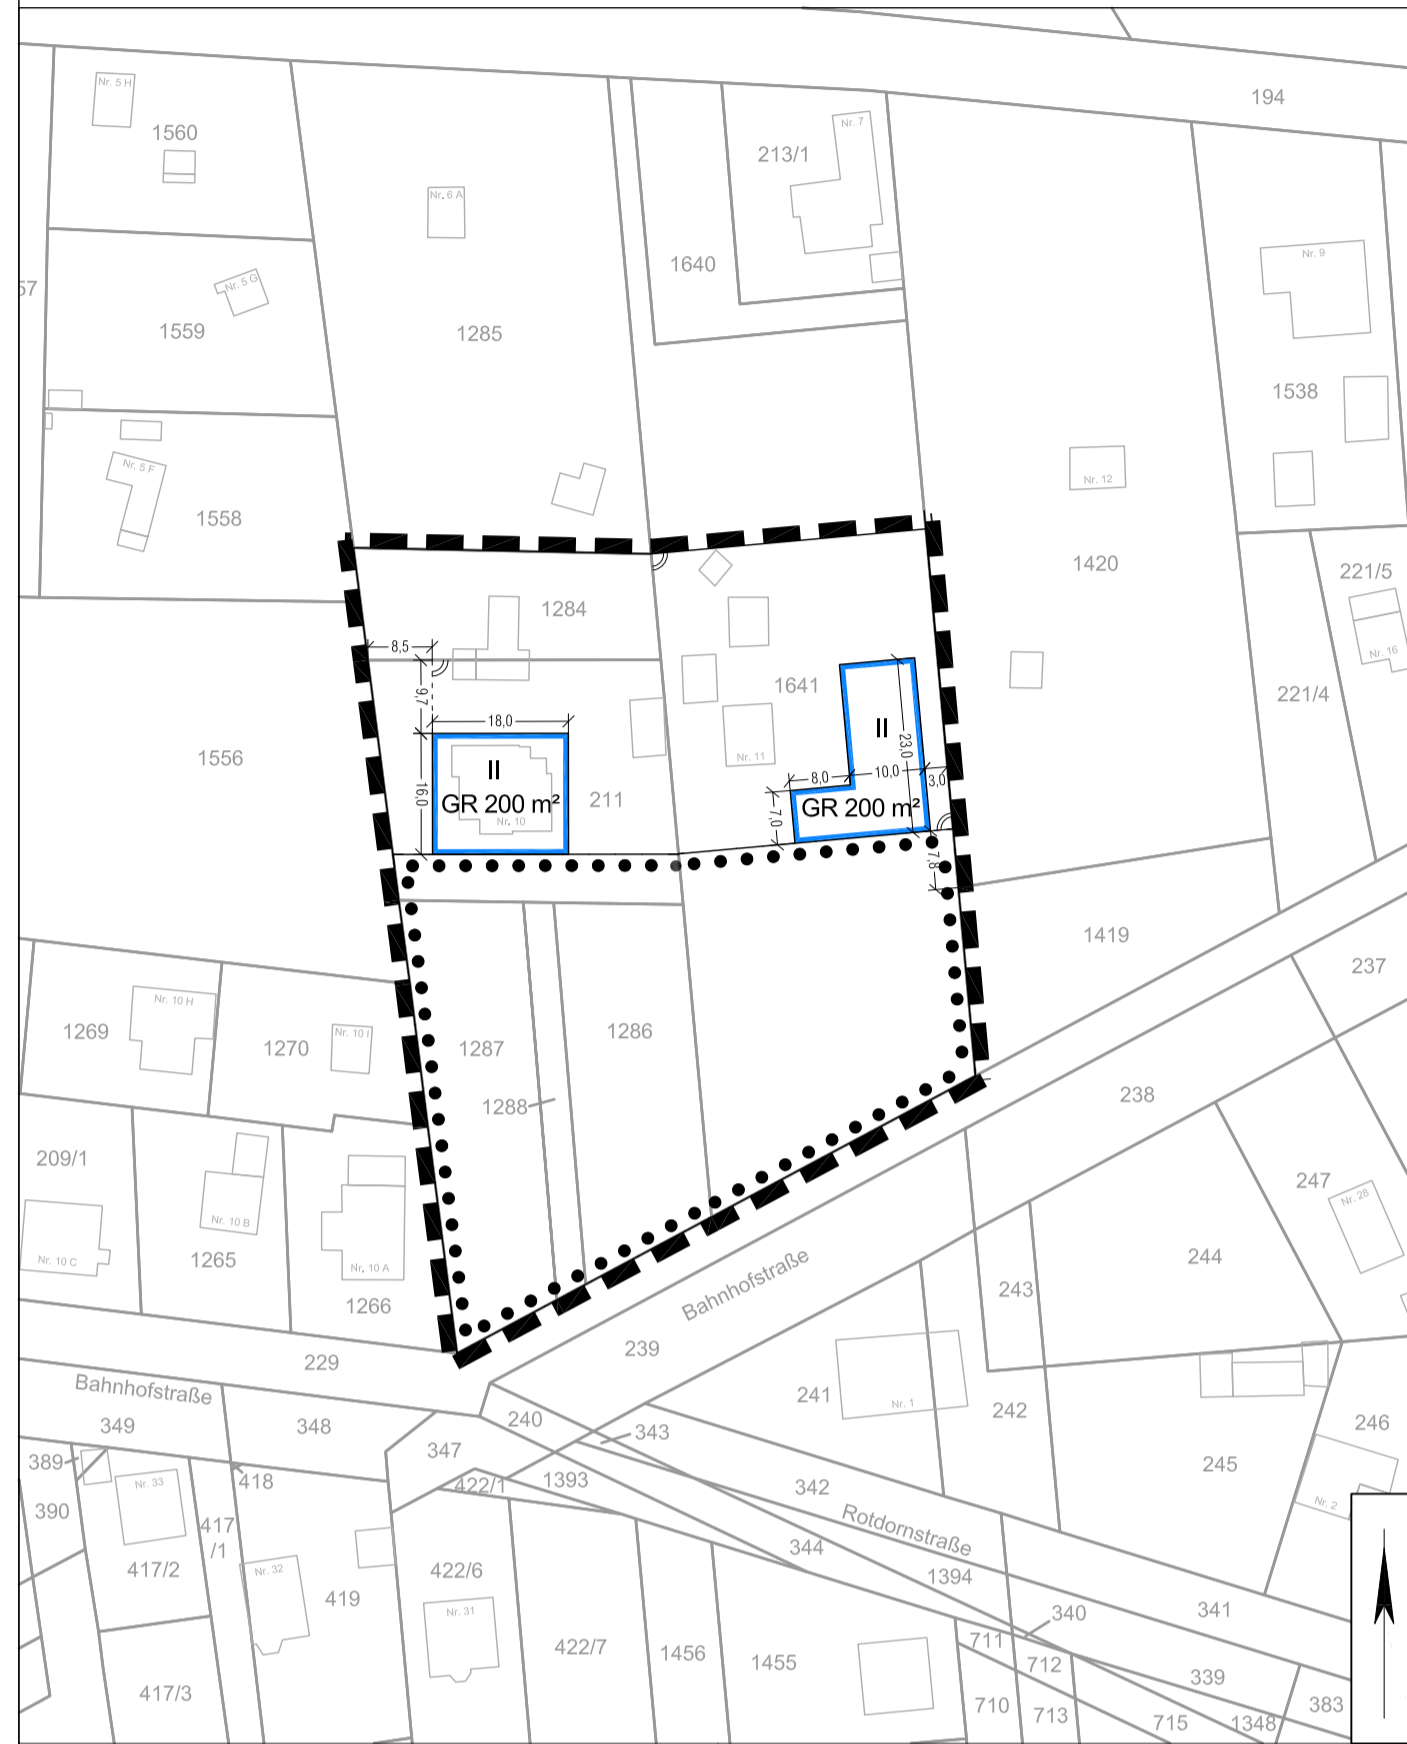 194
Nr. 5 H
1560
Nr. 7
213/1
Nr. 6 A
1640
Nr. 9
57
Nr. 5 G
1559
1285
1538
Nr. 5 F
1558
Nr. 12
1420
221/5
1284
8,5
Nr. 16
9,7
1641
221/4
18,0
II
Nr. 11
23,0
1556
II
16,0
GR 200 m²
Nr. 10
211
8,0
10,0
3,0
7,0
GR 200 m²
7,8
1419
237
Nr. 10 H
1269
Nr. 10 I
1270
1287
1286
1288
238
209/1
247
Nr. 28
Nr. 10 B
Nr. 10 C
1265
Nr. 10 A
1266
244
243
Bahnhofstraße
239
229
Bahnhofstraße
349
348
241
Nr. 1
242
240
343
246
347
389
Nr. 33
418
422/1
1393
342
245
Nr. 2
390
417
/1
Rotdornstraße
344
417/2
Nr. 32
419
422/6
1394
Nr. 31
340
341
711
422/7
1456
1455
712
339
417/3
710
713
715
1348
383